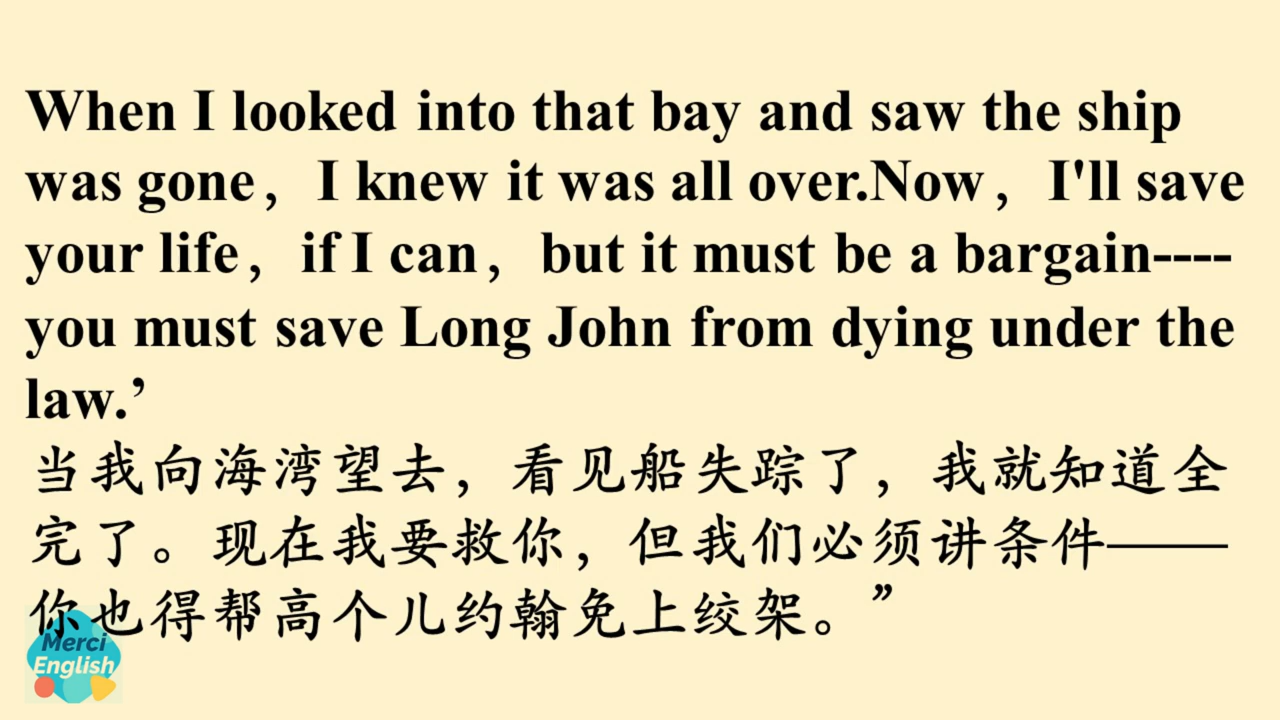 When I looked into that bay and saw the ship
was gone，I knew it was all over.Now，I'll save
your life，if I can，but it must be a bargain----
you must save Long John from dying under the
law.’
当我向海湾望去，看见船失踪了，我就知道全
完了。现在我要救你，但我们必须讲条件——
你也得帮高个儿约翰免上绞架。”
Merci
English